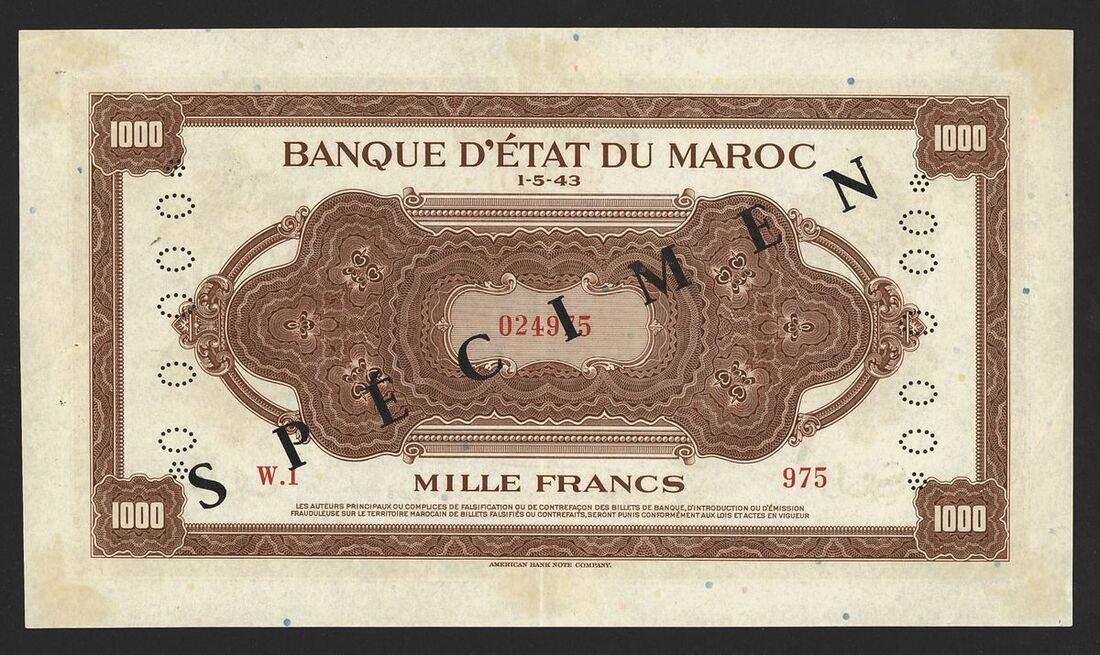 1000 1000
BANQUE D'ÉTAT DU MAROC
1-5-43
SPÉCIMEN
024975
W.1 975
MILLE FRANCS
LES AUTEURS PRINCIPAUX OU COMPLICES DE FALSIFICATION OU DE CONTREFAÇON DES BILLETS DE BANQUE, D'INTRODUCTION OU D'ÉMISSION
FRAUDULEUSE SUR LE TERRITOIRE MAROCAIN DE BILLETS FALSIFIÉS OU CONTREFAITS, SERONT PUNIS CONFORMÉMENT AUX LOIS ET ACTES EN VIGUEUR
1000 1000
AMERICAN BANK NOTE COMPANY.